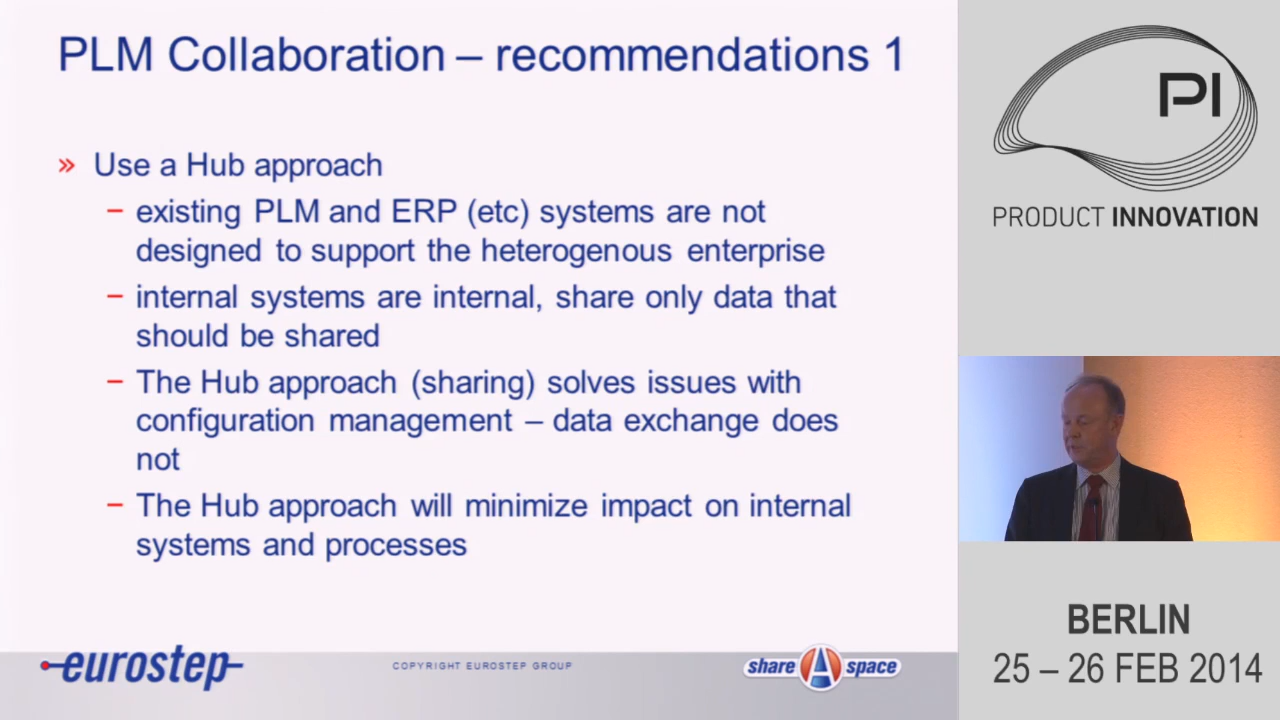 PLM Collaboration – recommendations 1
» Use a Hub approach
– existing PLM and ERP (etc) systems are not
designed to support the heterogenous enterprise
– internal systems are internal, share only data that
should be shared
– The Hub approach (sharing) solves issues with
configuration management – data exchange does
not
– The Hub approach will minimize impact on internal
systems and processes
eurostep
COPYRIGHT EUROSTEP GROUP
share A space
PI
PRODUCT INNOVATION
BERLIN
25 – 26 FEB 2014